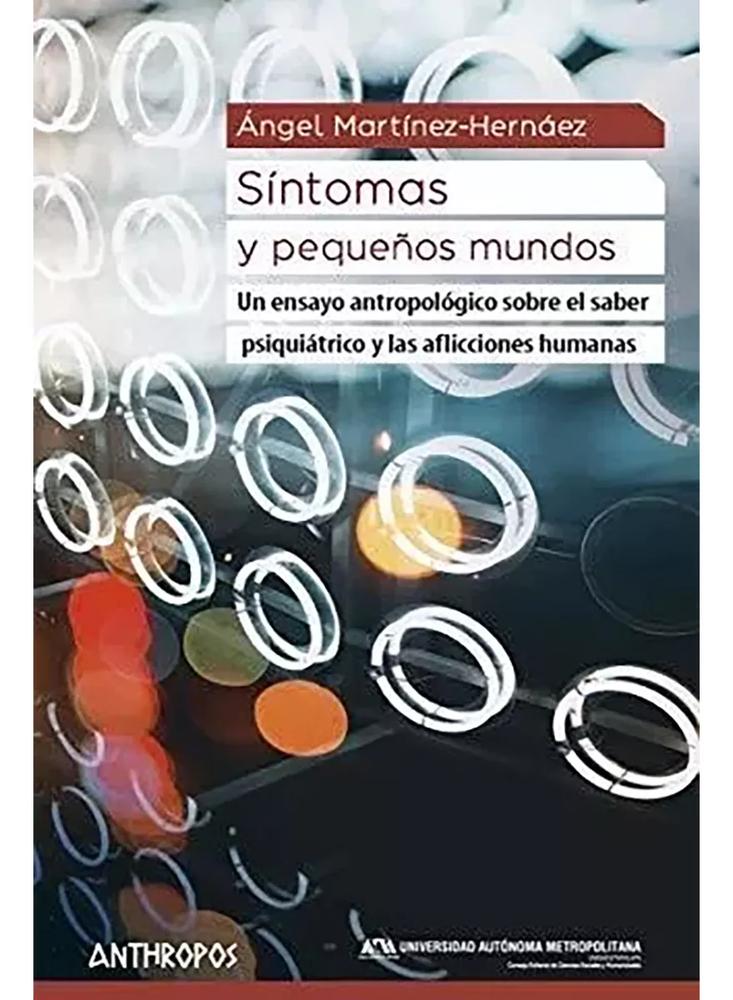 Ángel Martínez-Hernáez
Síntomas
y pequeños mundos
Un ensayo antropológico sobre el saber
psiquiátrico y las aflicciones humanas
ANTHROPOS
UNIVERSIDAD AUTÓNOMA METROPOLITANA